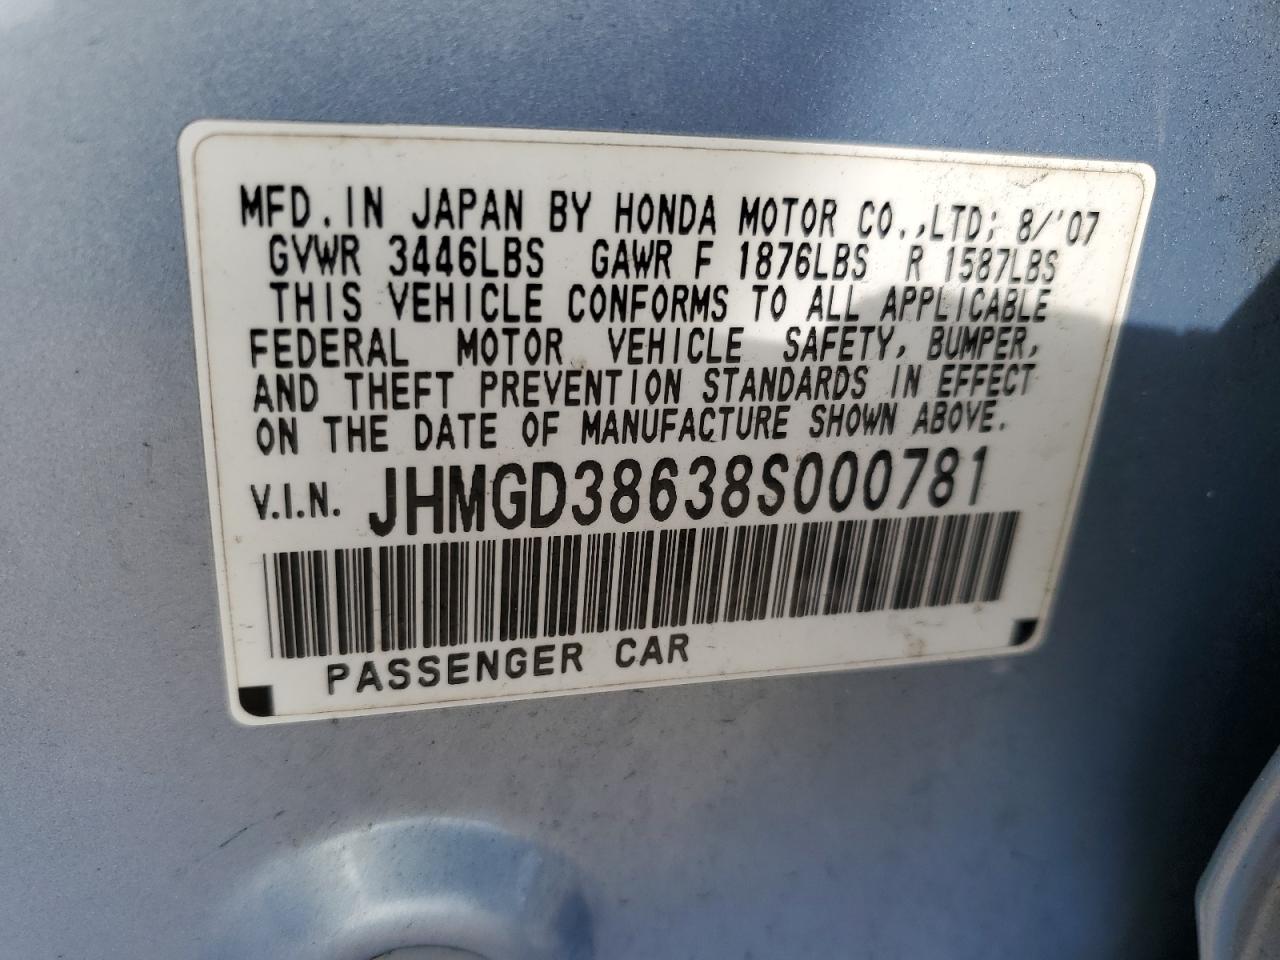 MFD. IN JAPAN BY HONDA MOTOR CO.,LTD; 8/'07
GVWR 3446LBS GAWR F 1876LBS R 1587LBS
THIS VEHICLE CONFORMS TO ALL APPLICABLE
FEDERAL MOTOR VEHICLE SAFETY, BUMPER,
AND THEFT PREVENTION STANDARDS IN EFFECT
ON THE DATE OF MANUFACTURE SHOWN ABOVE.
V.I.N. JHMGD38638S000781
PASSENGER CAR